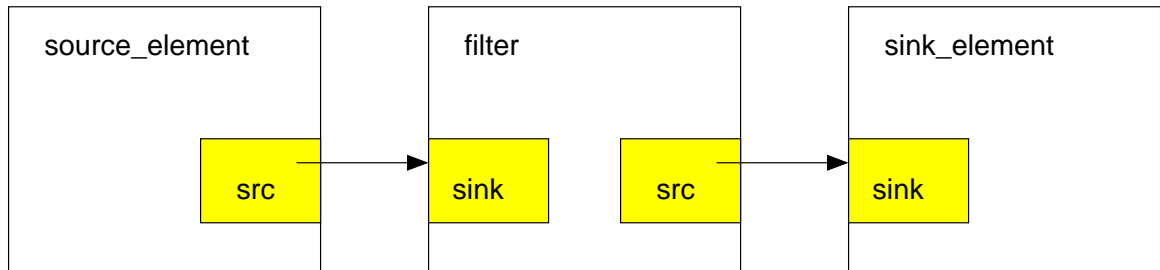 source_element
filter
sink_element
src
sink
src
sink